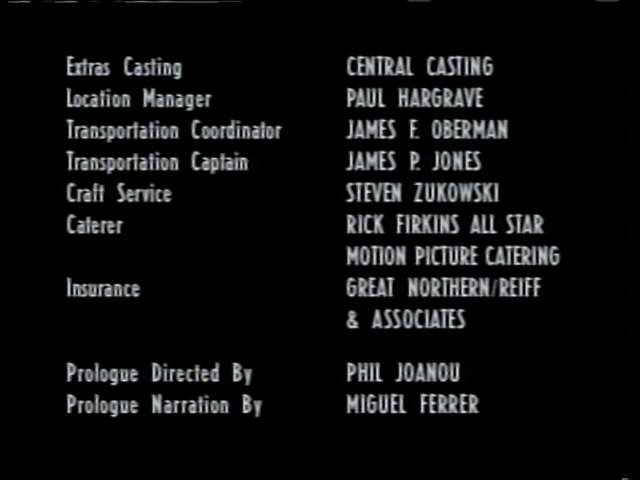 Extras Casting CENTRAL CASTING
Location Manager PAUL HARGRAVE
Transportation Coordinator JAMES F. OBERMAN
Transportation Captain JAMES P. JONES
Craft Service STEVEN ZUKOWSKI
Caterer RICK FIRKINS ALL STAR
MOTION PICTURE CATERING
Insurance GREAT NORTHERN/REIFF
& ASSOCIATES
Prologue Directed By PHIL JOANOU
Prologue Narration By MIGUEL FERRER